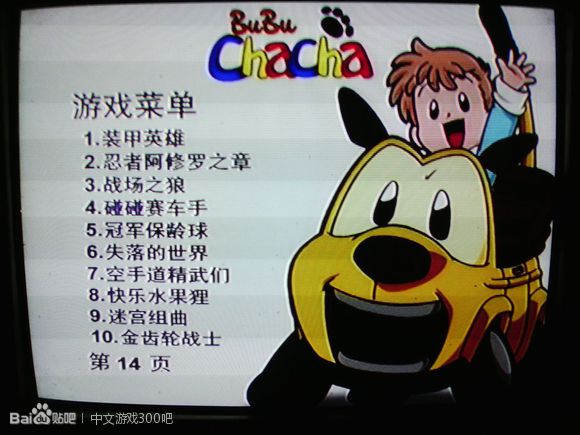 BuBu
Chacha
游戏菜单
1.装甲英雄
2.忍者阿修罗之章
3.战场之狼
4.碰碰赛车手
5.冠军保龄球
6.失落的世界
7.空手道精武们
8.快乐水果狸
9.迷宫组曲
10.金齿轮战士
第 14 页
Bai du 贴吧 | 中文游戏300吧